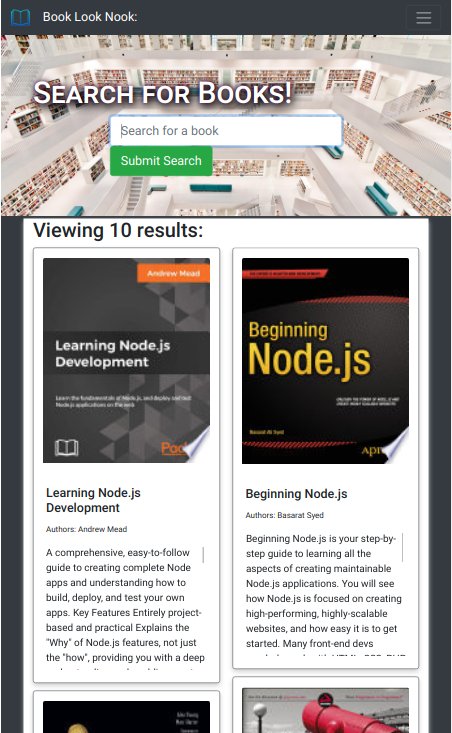 Book Look Nook:
Search for Books!
Search for a book
Submit Search
Viewing 10 results:
Andrew Mead
Learning Node.js
Development
Learn the fundamentals of Node.js, and deploy and test
Node.js applications on the web
Pack
Learning Node.js
Development
Authors: Andrew Mead
A comprehensive, easy-to-follow
guide to creating complete Node
apps and understanding how to
build, deploy, and test your own
apps. Key Features Entirely project-
based and practical Explains the
"Why" of Node.js features, not just
the "how", providing you with a deep
Beginning
Node.js
Basarat Ali Syed
Apr
Beginning Node.js
Authors: Basarat Syed
Beginning Node.js is your step-by-
step guide to learning all the
aspects of creating maintainable
Node.js applications. You will see
how Node.js is focused on creating
high-performing, highly-scalable
websites, and how easy it is to get
started. Many front-end devs